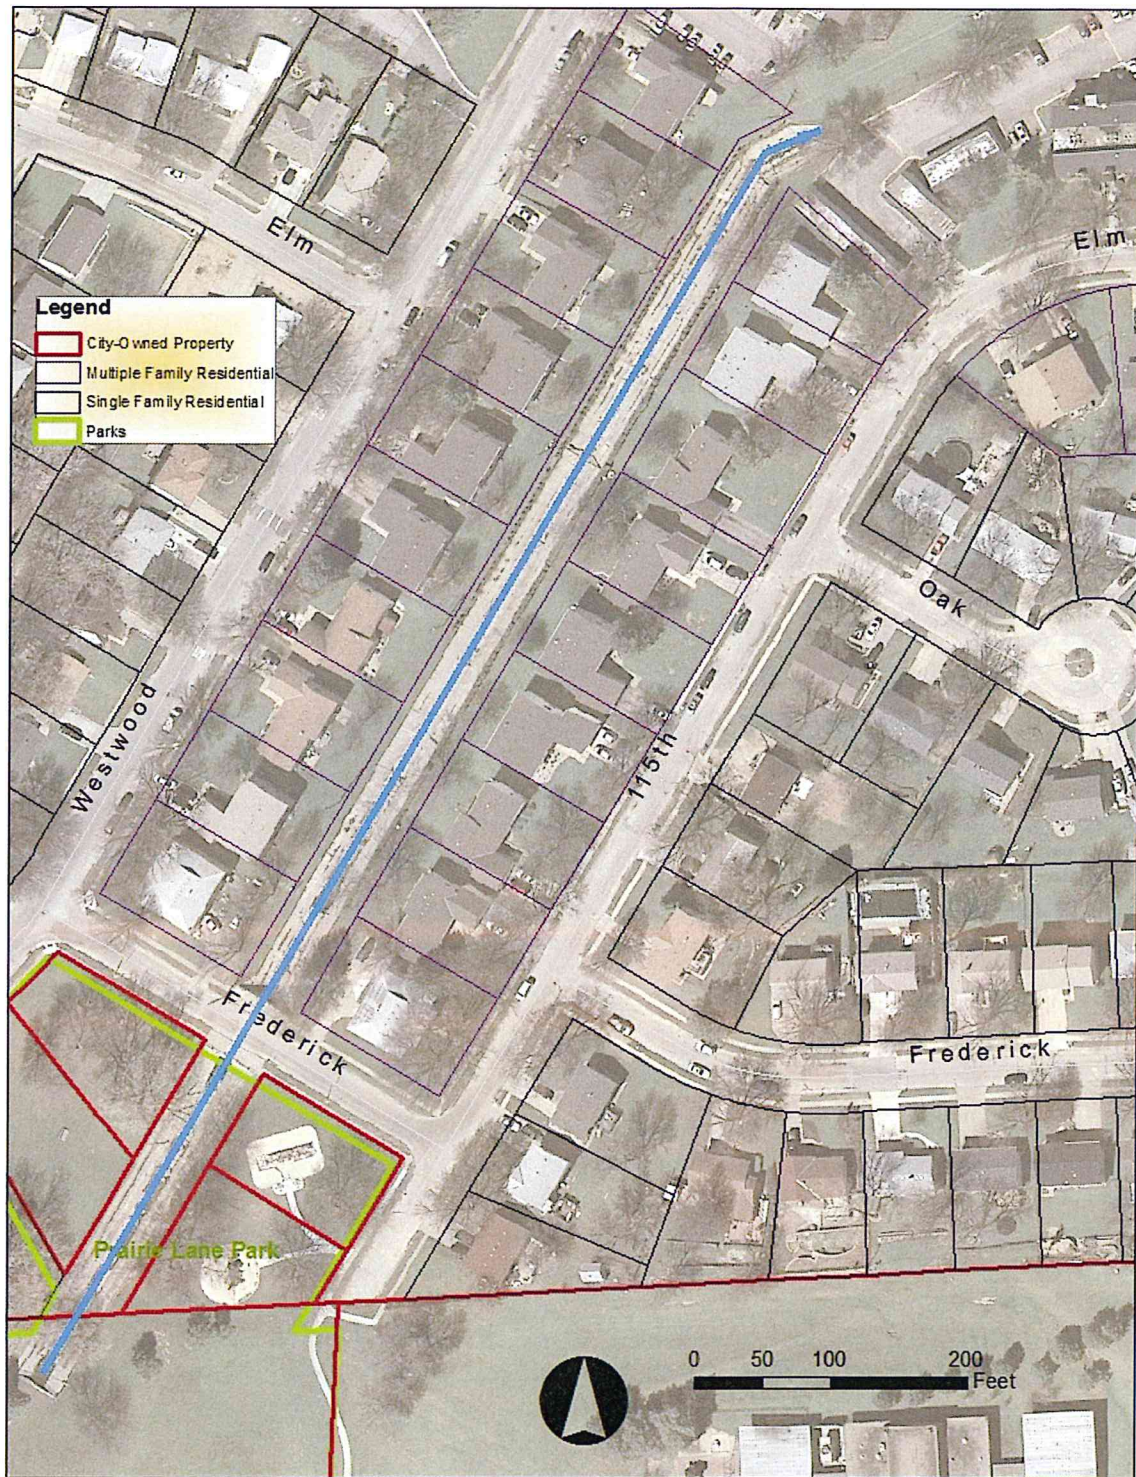 Elm
Elm
Legend
City-Owned Property
Multiple Family Residential
Single Family Residential
Parks
Oak
Westwood
115th
Frederick
Frederick
Prairie Lane Park
0 50 100 200
Feet